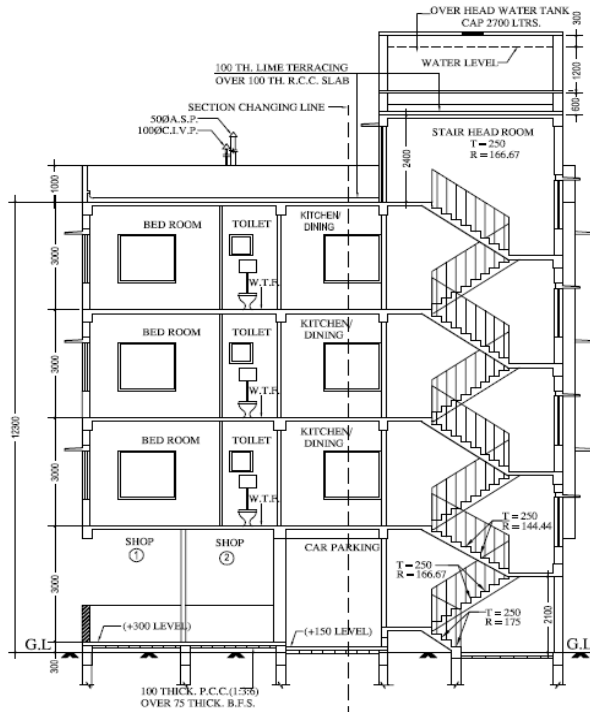 OVER HEAD WATER TANK
CAP 2700 LTRS.
300
WATER LEVEL
1200
100 TH. LIME TERRACING
OVER 100 TH. R.C.C. SLAB
600
SECTION CHANGING LINE
50ØA.S.P.
100ØC.I.V.P.
STAIR HEAD ROOM
T=250
R=166.67
2400
1000
BED ROOM
TOILET
KITCHEN/
DINING
3000
W.T.F.
BED ROOM
TOILET
KITCHEN/
DINING
3000
W.T.F.
12300
BED ROOM
TOILET
KITCHEN/
DINING
3000
W.T.F.
T=250
R=144.44
SHOP
1
SHOP
2
CAR PARKING
T=250
R=166.67
3000
T=250
R=175
2100
(+300 LEVEL)
(+150 LEVEL)
G.L
G.L
300
100 THICK. P.C.C.(1:3:6)
OVER 75 THICK. B.F.S.